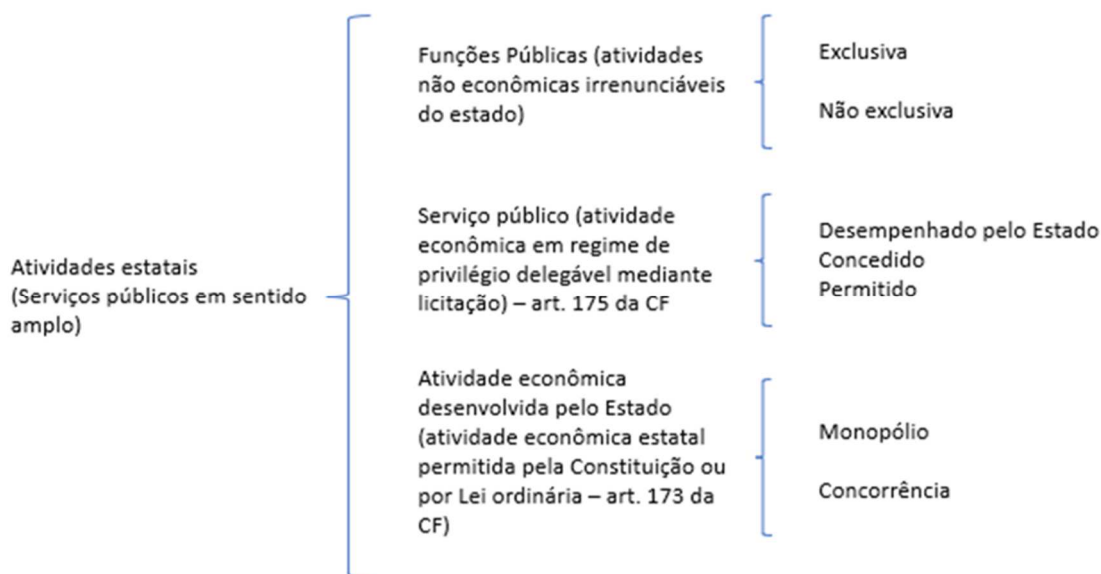 Atividades estatais
(Serviços públicos em sentido
amplo)
Funções Públicas (atividades
não econômicas irrenunciáveis
do estado)
Exclusiva
Não exclusiva
Serviço público (atividade
econômica em regime de
privilégio delegável mediante
licitação) – art. 175 da CF
Desempenhado pelo Estado
Concedido
Permitido
Atividade econômica
desenvolvida pelo Estado
(atividade econômica estatal
permitida pela Constituição ou
por Lei ordinária – art. 173 da
CF)
Monopólio
Concorrência